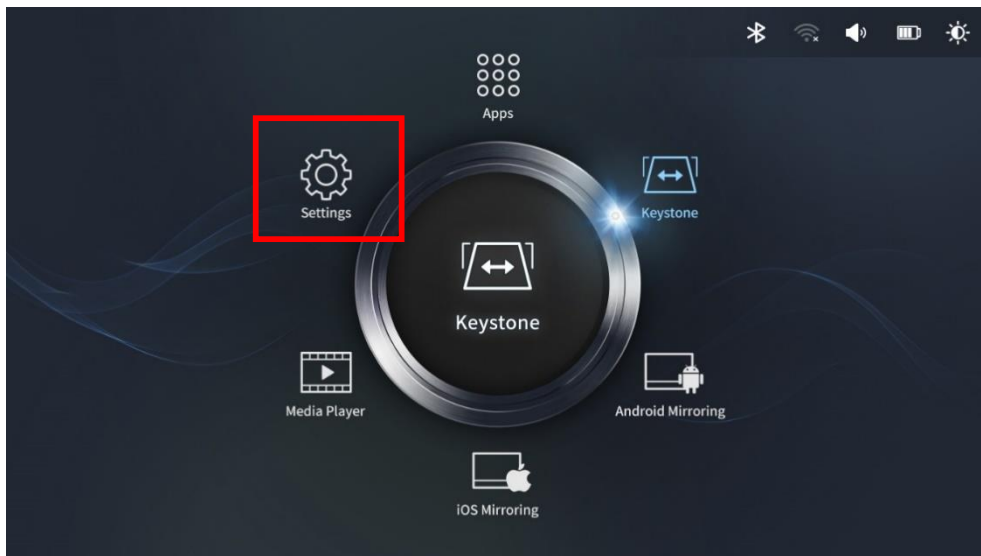 Apps
Settings
Keystone
Keystone
Media Player
Android Mirroring
iOS Mirroring